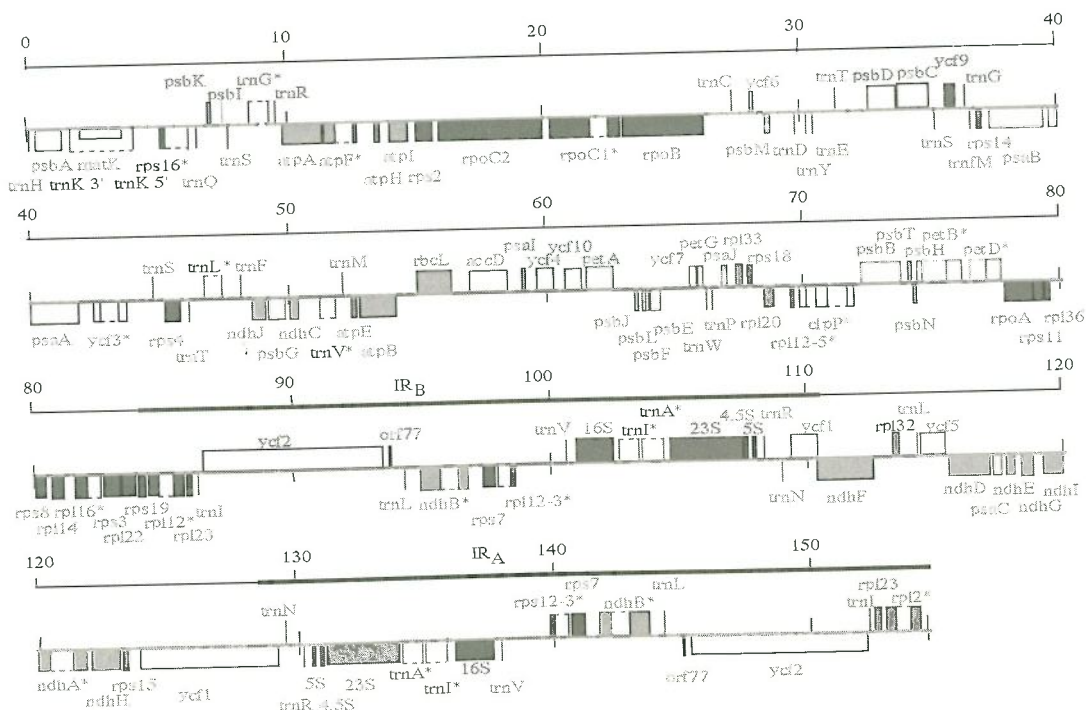 0 10 20 30 40
psbK trnG* trnC ycf6 trnT psbD psbC ycf9 trnG
psbI trnR
psbA matK rps16* trnS atpA atpF* atpI rpoC2 rpoC1* rpoB psbM trnD trnE trnS rps14 psaB
trnH trnK 3' trnK 5' trnQ atpH rps2 trnY trnfM
40 50 60 70 80
psaI ycf10 petG rpl33 psbT petB*
trnS trnL* trnF trnM rbcL accD ycf4 petA ycf7 psaJ rps18 psbB psbH petD*
psaA ycf3* rps4 ndhJ ndhC atpE psbJ psbE trnP rpl20 clpP* psbN rpoA rpl36
trnT psbG trnV* atpB psbL trnW rpl12-5* rps11
psbF
80 90 100 110 120
IRB
trnA* trnL
ycf2 orf77 trnV 16S trnI* 23S 4.5S 5S trnR ycf1 rpl32 ycf5
rps8 rpl16* rps19 trnI trnL ndhB* rpl12-3* trnN ndhF ndhD ndhE ndhI
rpl14 rps3 rpl12* rps7 psaC ndhG
rpl22 rpl23
120 130 140 150
IRA
rps7 trnL rpl23
trnN rps12-3* ndhB* trnI rpl2*
ndhA* rps15 ycf1 5S 23S trnA* 16S trnV orf77 ycf2
ndhH trnR 4.5S trnI*